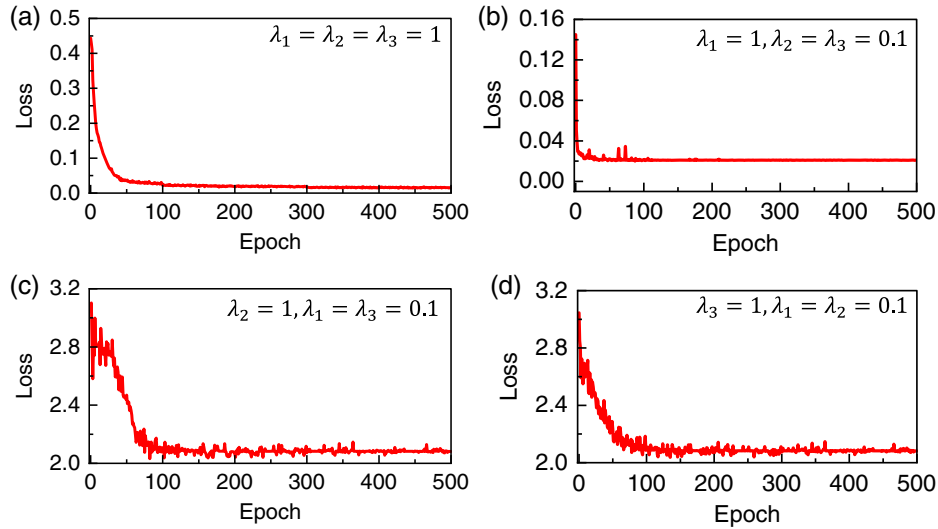 (a)
λ₁ = λ₂ = λ₃ = 1
Loss
0.5
0.4
0.3
0.2
0.1
0.0
0 100 200 300 400 500
Epoch
(b)
λ₁ = 1, λ₂ = λ₃ = 0.1
Loss
0.16
0.12
0.08
0.04
0.00
0 100 200 300 400 500
Epoch
(c)
λ₂ = 1, λ₁ = λ₃ = 0.1
Loss
3.2
2.8
2.4
2.0
0 100 200 300 400 500
Epoch
(d)
λ₃ = 1, λ₁ = λ₂ = 0.1
Loss
3.2
2.8
2.4
2.0
0 100 200 300 400 500
Epoch